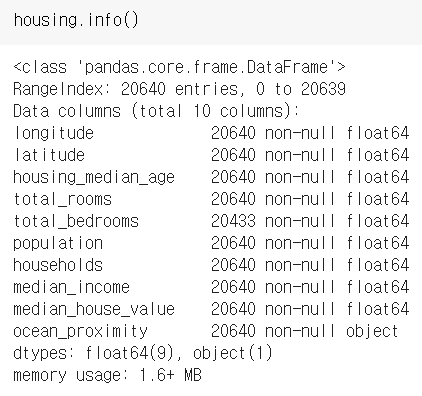 housing.info()
<class 'pandas.core.frame.DataFrame'>
RangeIndex: 20640 entries, 0 to 20639
Data columns (total 10 columns):
longitude             20640 non-null float64
latitude              20640 non-null float64
housing_median_age    20640 non-null float64
total_rooms           20640 non-null float64
total_bedrooms        20433 non-null float64
population            20640 non-null float64
households            20640 non-null float64
median_income         20640 non-null float64
median_house_value    20640 non-null float64
ocean_proximity       20640 non-null object
dtypes: float64(9), object(1)
memory usage: 1.6+ MB